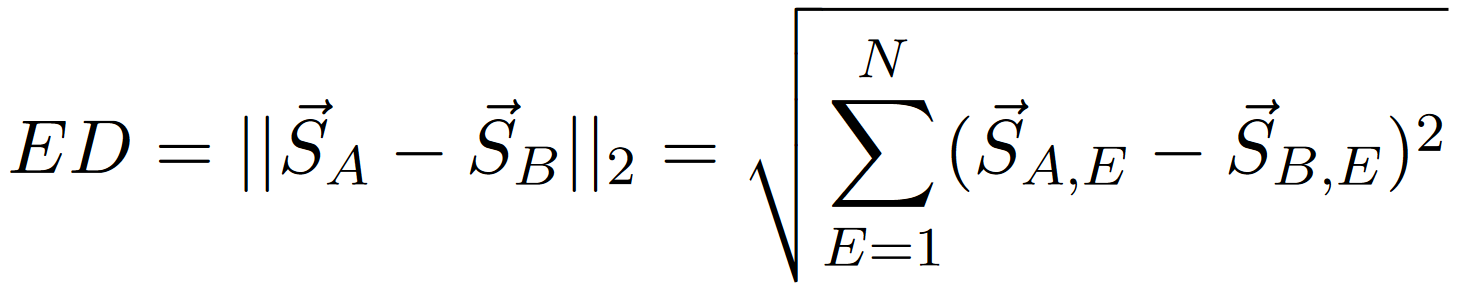 $ED = ||\vec{S}_A - \vec{S}_B||_2 = \sqrt{\sum_{E=1}^{N} (\vec{S}_{A,E} - \vec{S}_{B,E})^2}$